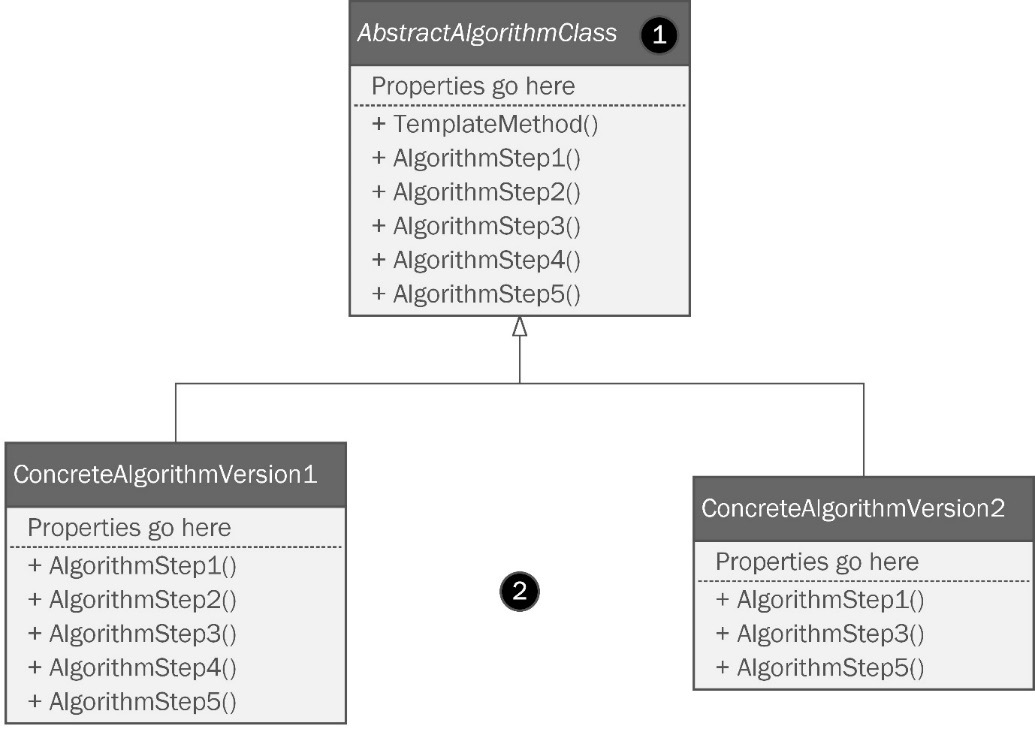 AbstractAlgorithmClass 1
Properties go here
+ TemplateMethod()
+ AlgorithmStep1()
+ AlgorithmStep2()
+ AlgorithmStep3()
+ AlgorithmStep4()
+ AlgorithmStep5()
ConcreteAlgorithmVersion1
Properties go here
+ AlgorithmStep1()
+ AlgorithmStep2()
+ AlgorithmStep3()
+ AlgorithmStep4()
+ AlgorithmStep5()
2
ConcreteAlgorithmVersion2
Properties go here
+ AlgorithmStep1()
+ AlgorithmStep3()
+ AlgorithmStep5()